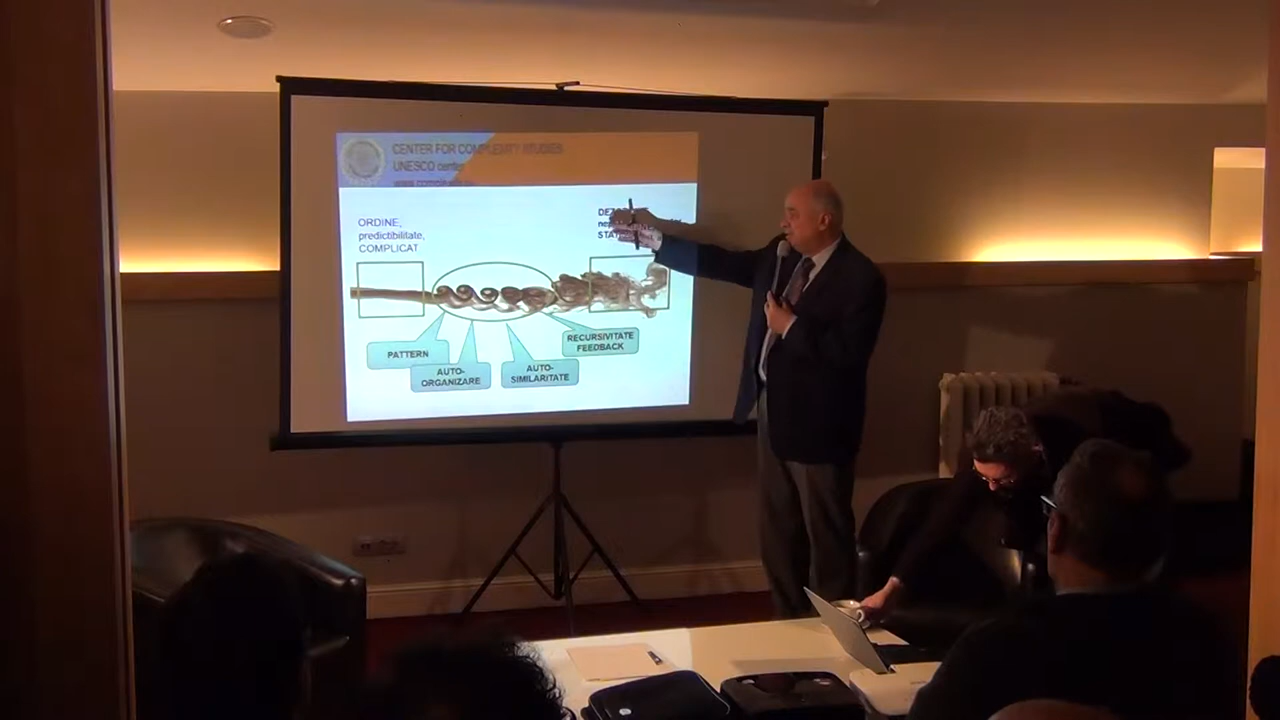 CENTER FOR COMPLEXITY STUDIES
UNESCO center
ORDINE,
predictibilitate,
COMPLICAT
PATTERN
AUTO-
ORGANIZARE
AUTO-
SIMILARITATE
RECURSIVITATE
FEEDBACK